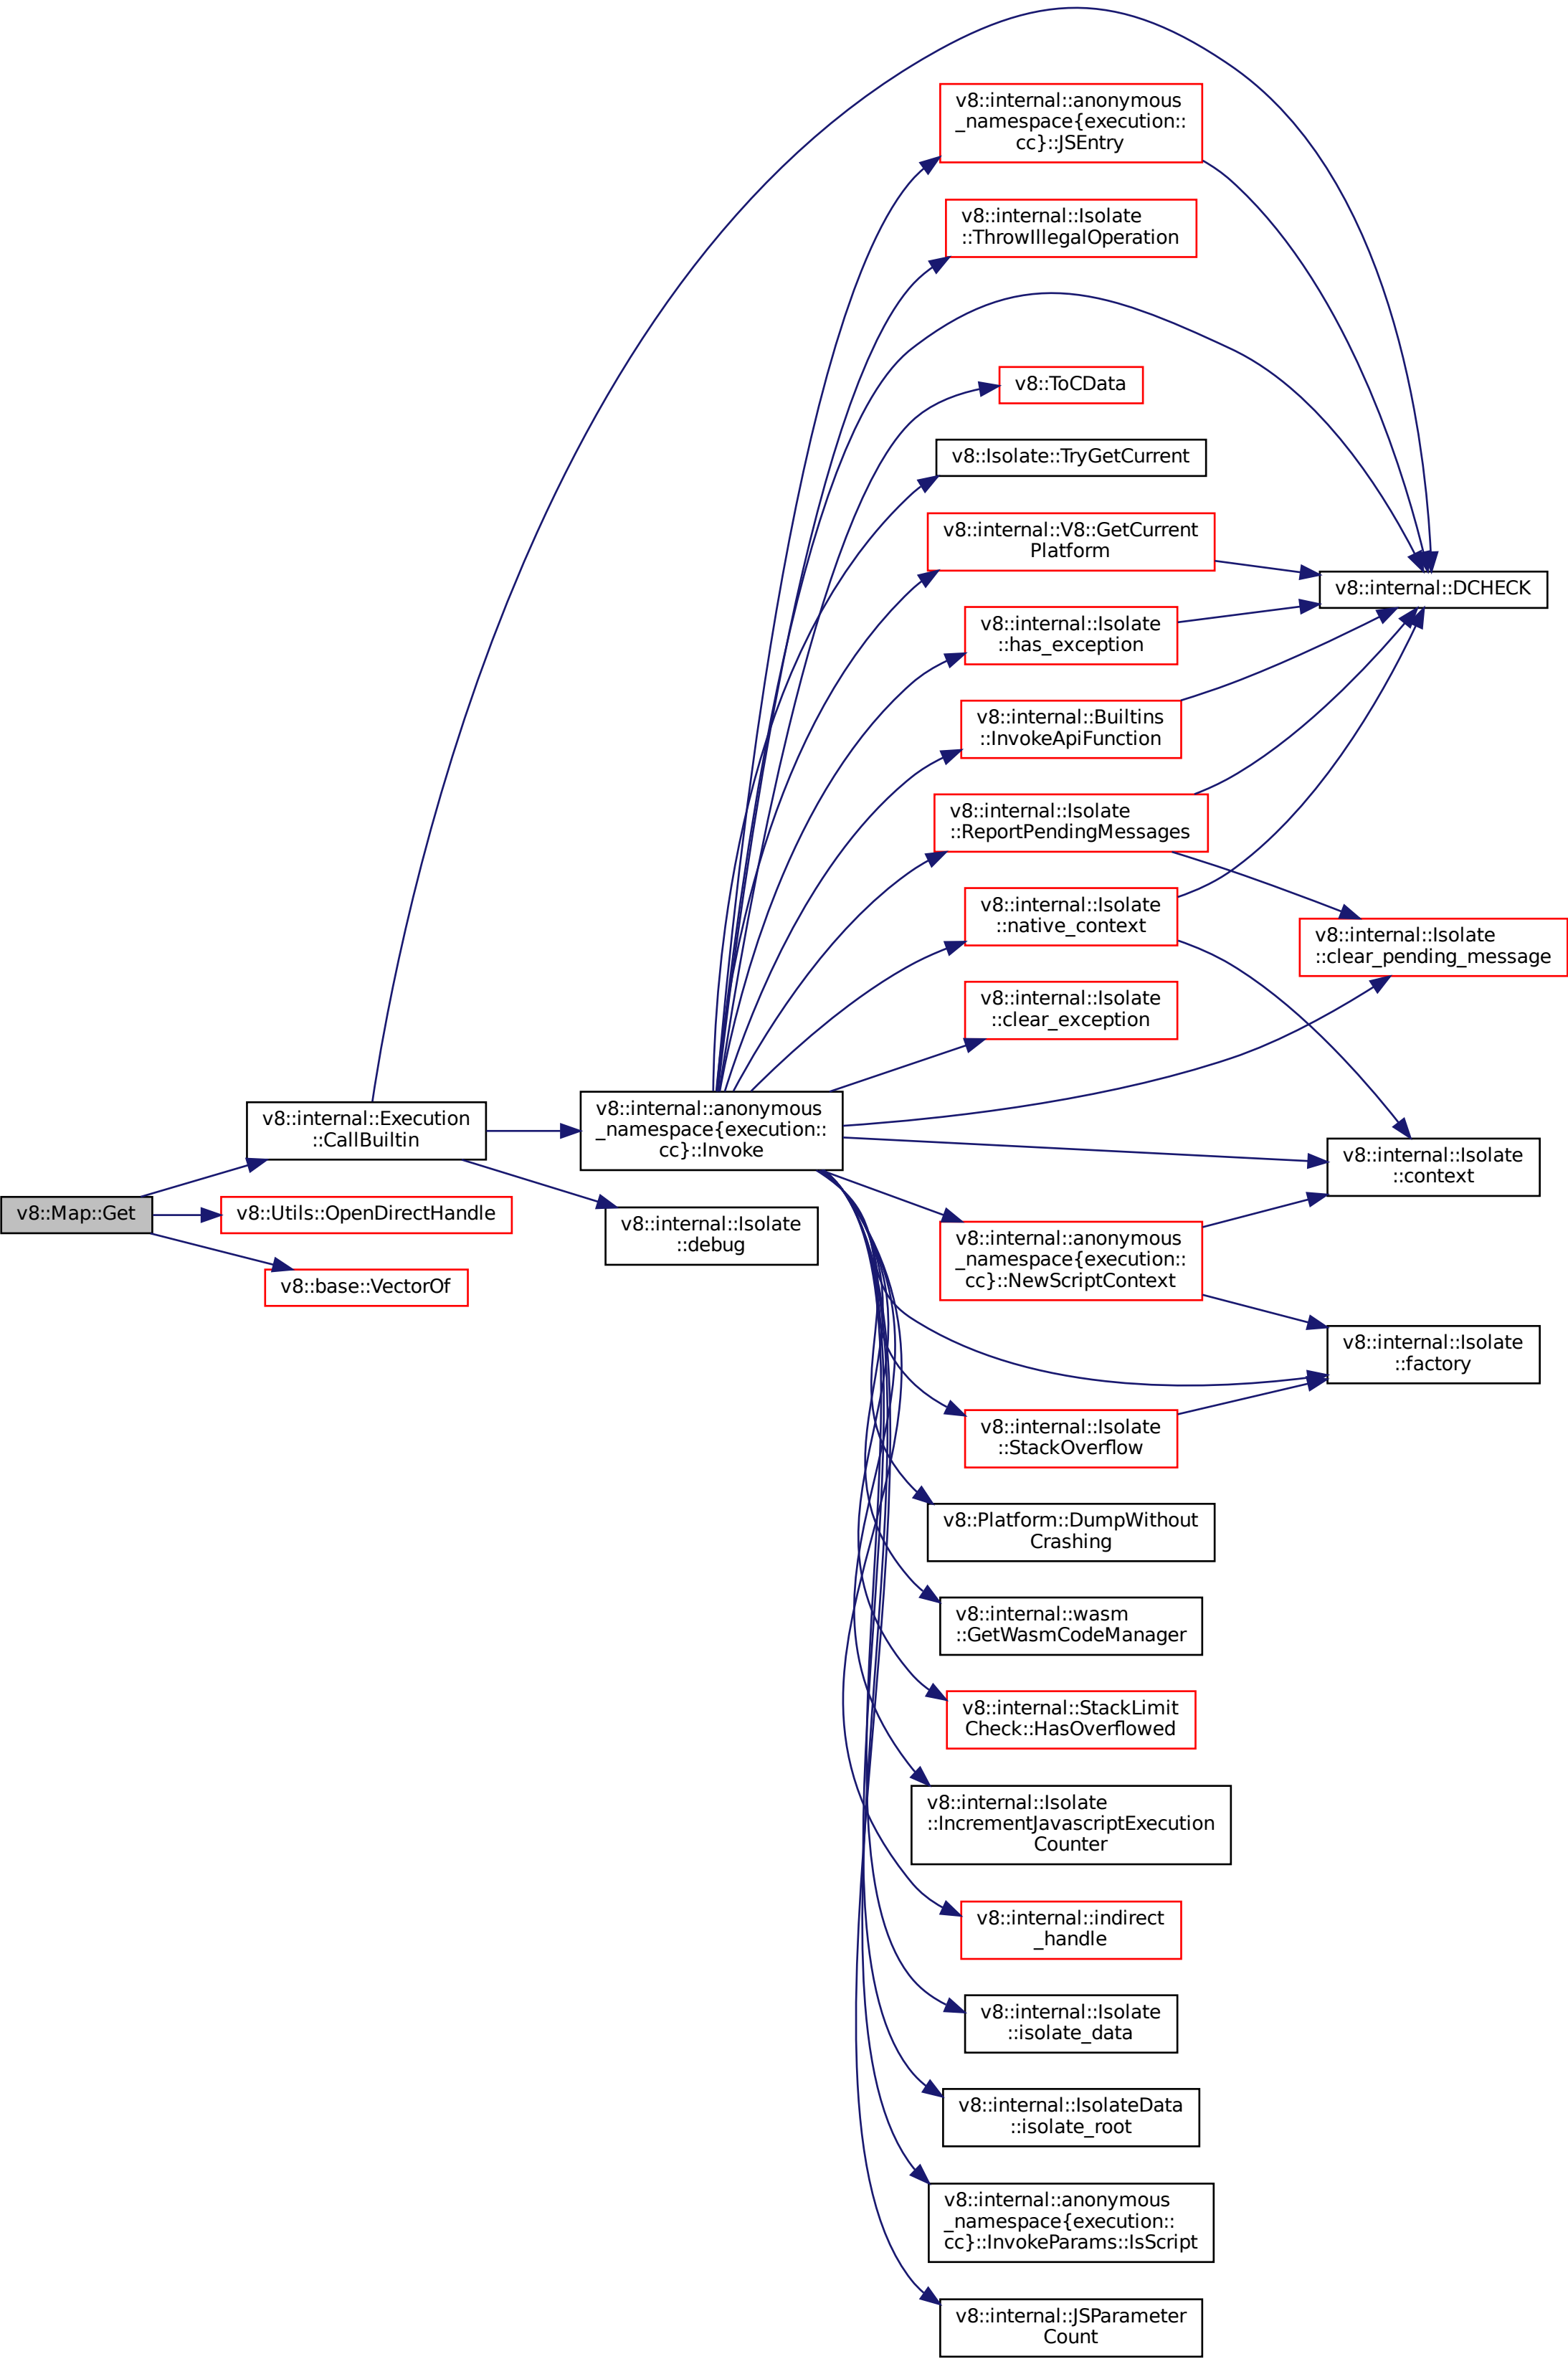 v8::internal::anonymous
_namespace{execution::
cc}::JSEntry
v8::internal::Isolate
::ThrowIllegalOperation
v8::ToCData
v8::Isolate::TryGetCurrent
v8::internal::V8::GetCurrent
Platform
v8::internal::DCHECK
v8::internal::Isolate
::has_exception
v8::internal::Builtins
::InvokeApiFunction
v8::internal::Isolate
::ReportPendingMessages
v8::internal::Isolate
::native_context
v8::internal::Isolate
::clear_pending_message
v8::internal::Isolate
::clear_exception
v8::internal::Execution
::CallBuiltin
v8::internal::anonymous
_namespace{execution::
cc}::Invoke
v8::internal::Isolate
::context
v8::Map::Get
v8::Utils::OpenDirectHandle
v8::internal::Isolate
::debug
v8::internal::anonymous
_namespace{execution::
cc}::NewScriptContext
v8::base::VectorOf
v8::internal::Isolate
::factory
v8::internal::Isolate
::StackOverflow
v8::Platform::DumpWithout
Crashing
v8::internal::wasm
::GetWasmCodeManager
v8::internal::StackLimit
Check::HasOverflowed
v8::internal::Isolate
::IncrementJavascriptExecution
Counter
v8::internal::indirect
_handle
v8::internal::Isolate
::isolate_data
v8::internal::IsolateData
::isolate_root
v8::internal::anonymous
_namespace{execution::
cc}::InvokeParams::IsScript
v8::internal::JSParameter
Count